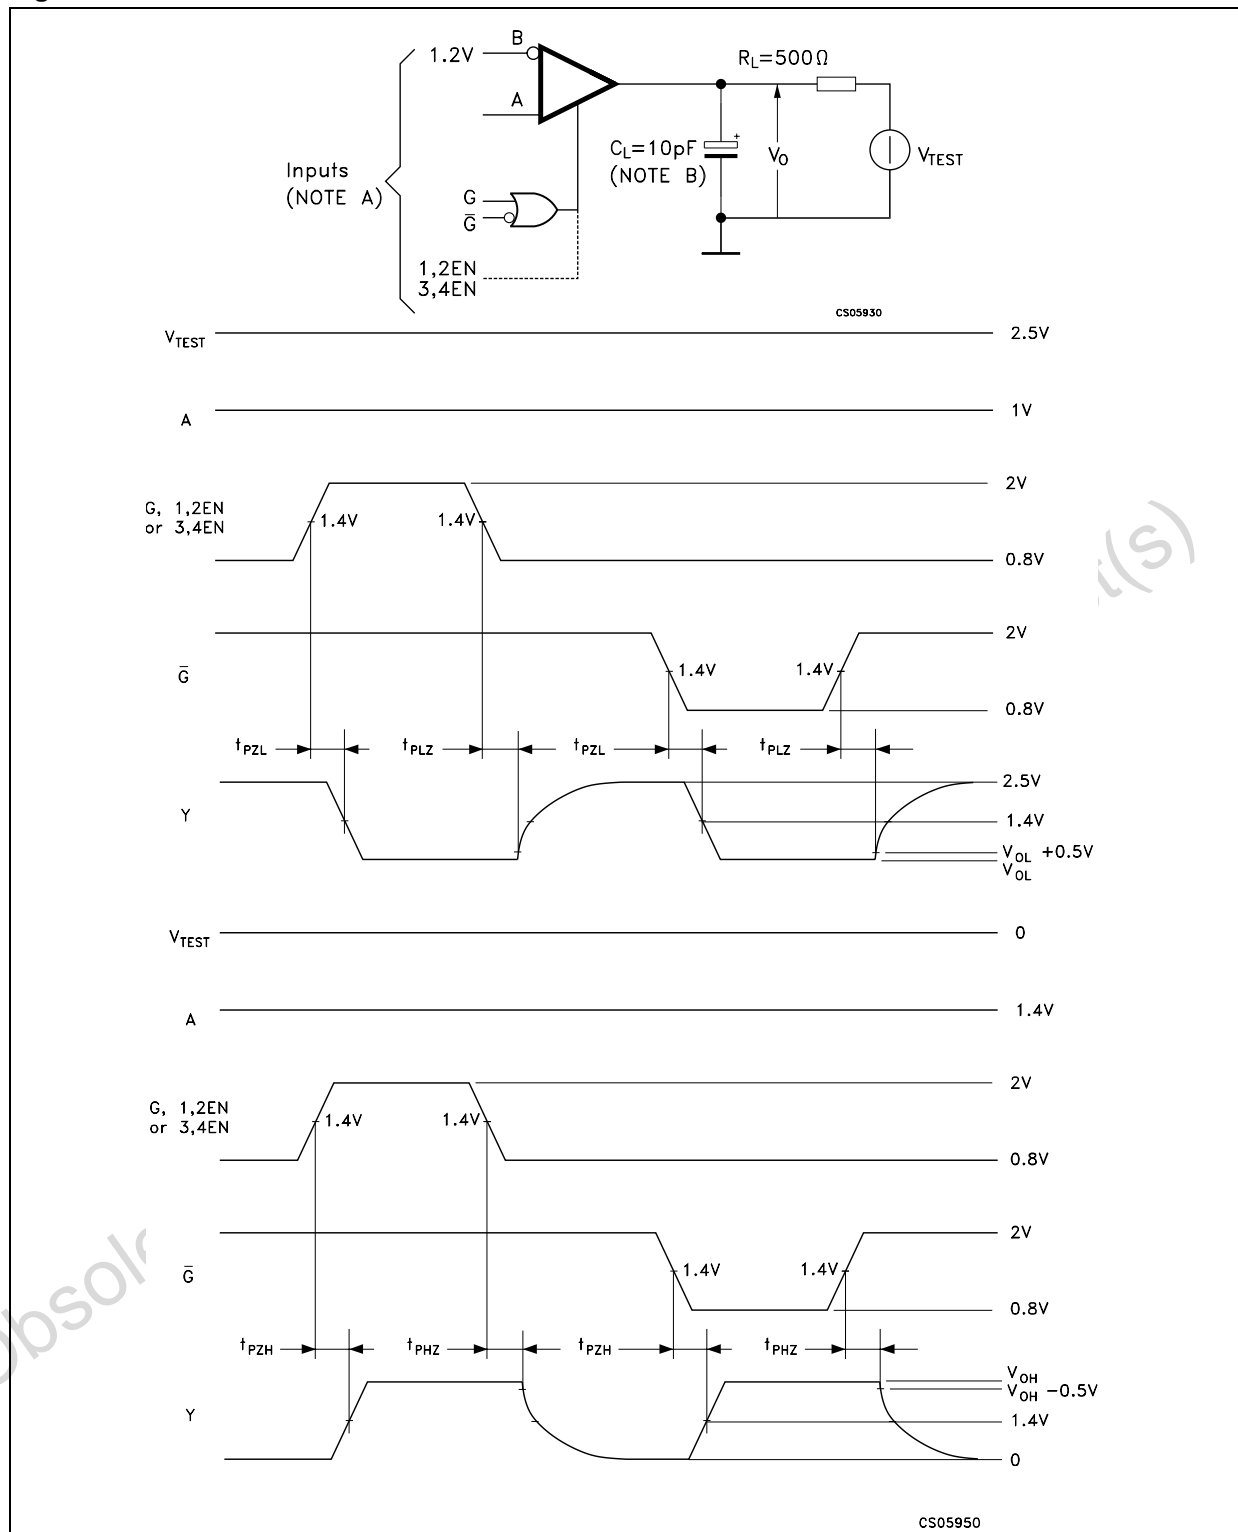 B
1.2V
RL=500Ω
A
CL=10pF
(NOTE B)
+
VO
VTEST
Inputs
(NOTE A)
G
G̅
1,2EN
3,4EN
CS05930
VTEST 2.5V
A 1V
2V
G, 1,2EN
or 3,4EN
1.4V 1.4V
0.8V
2V
G̅
1.4V 1.4V
0.8V
tPZL tPLZ tPZL tPLZ
2.5V
Y
1.4V
VOL +0.5V
VOL
VTEST 0
A 1.4V
2V
G, 1,2EN
or 3,4EN
1.4V 1.4V
0.8V
2V
G̅
1.4V 1.4V
0.8V
tPZH tPHZ tPZH tPHZ
VOH
VOH -0.5V
Y
1.4V
0
CS05950